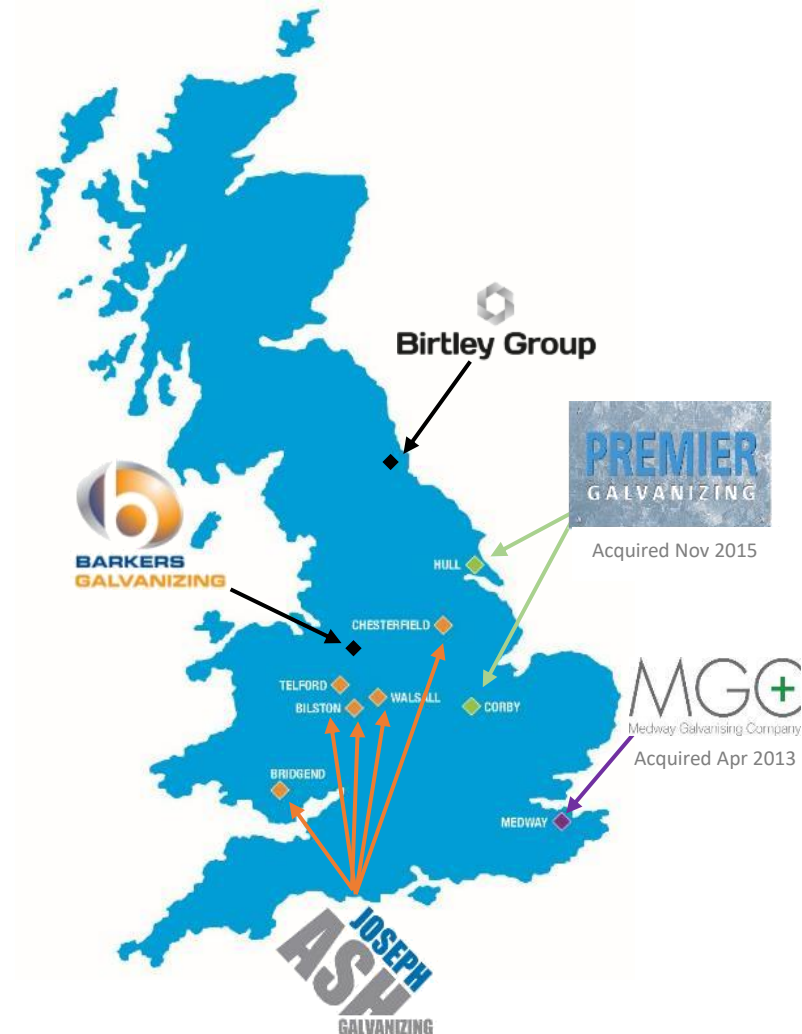 Birtley Group
PREMIER
GALVANIZING
Acquired Nov 2015
BARKERS
GALVANIZING
HULL
CHESTERFIELD
TELFORD
WALSALL
BILSTON
CORBY
MGC
Medway Galvanising Company
Acquired Apr 2013
BRIDGEND
MEDWAY
JOSEPH
ASH
GALVANIZING